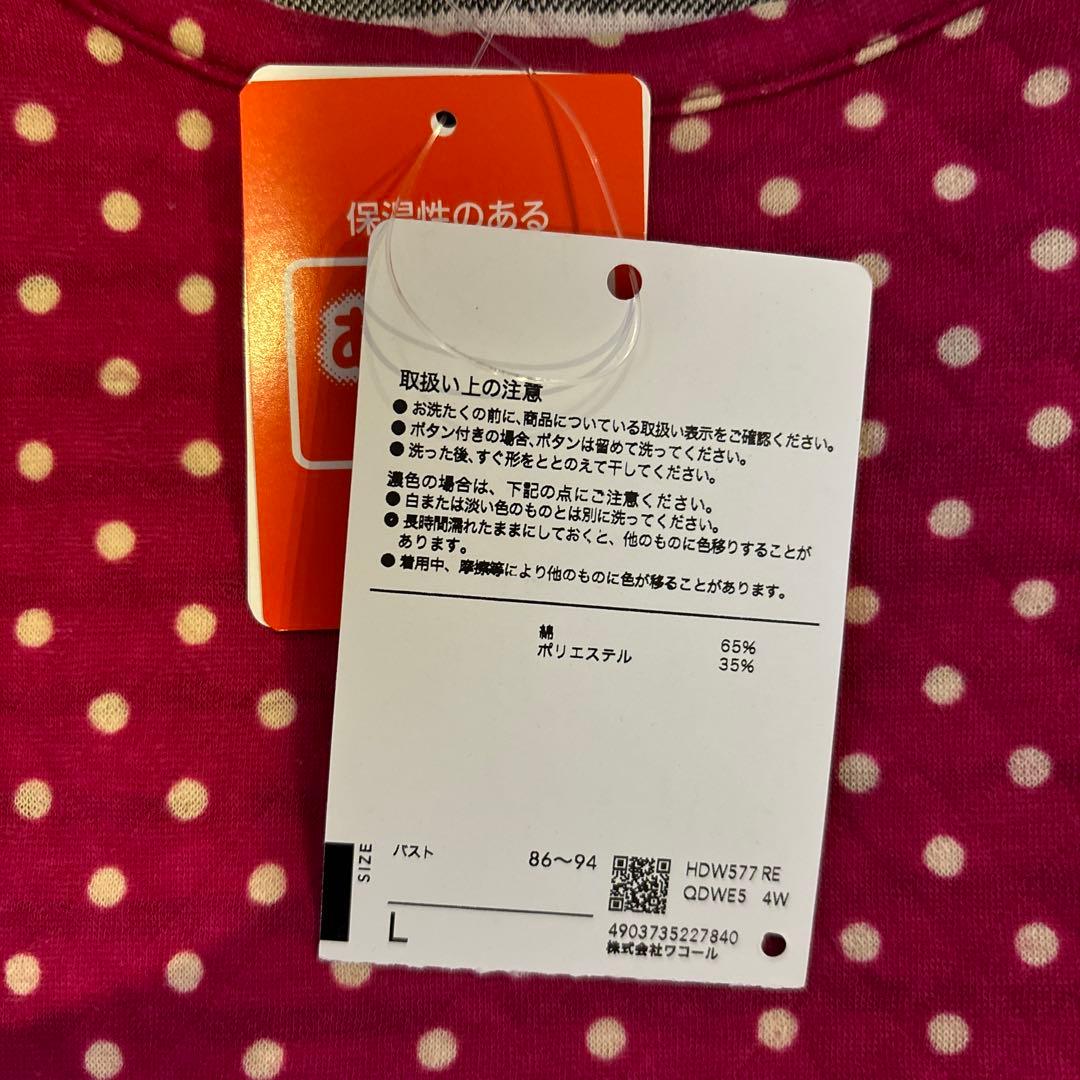 保温性のある
取扱い上の注意
●お洗たくの前に、商品についている取扱い表示をご確認ください。
●ボタン付きの場合、ボタンは留めて洗ってください。
●洗った後、すぐ形をととのえて干してください。
濃色の場合は、下記の点にご注意ください。
●白または淡い色のものとは別に洗ってください。
●長時間濡れたままにしておくと、他のものに色移りすることが
あります。
●着用中、摩擦等により他のものに色が移ることがあります。
綿 65%
ポリエステル 35%
SIZE
バスト 86〜94
L
HDW577 RE
QDWE5 4W
4903735227840
株式会社ワコール